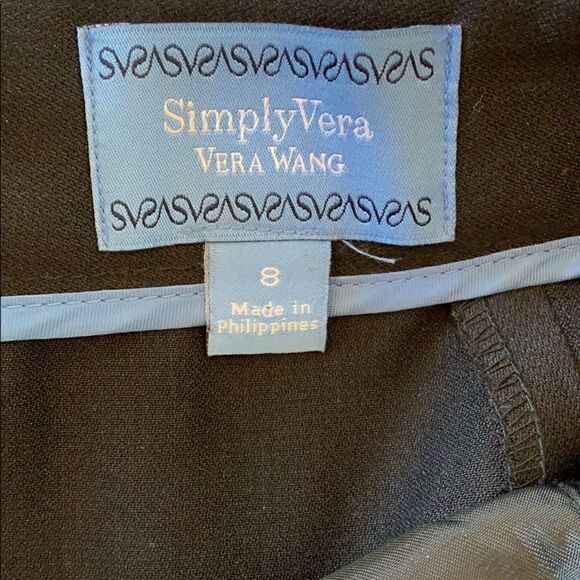 SimplyVera
VERA WANG
8
Made in
Philippines